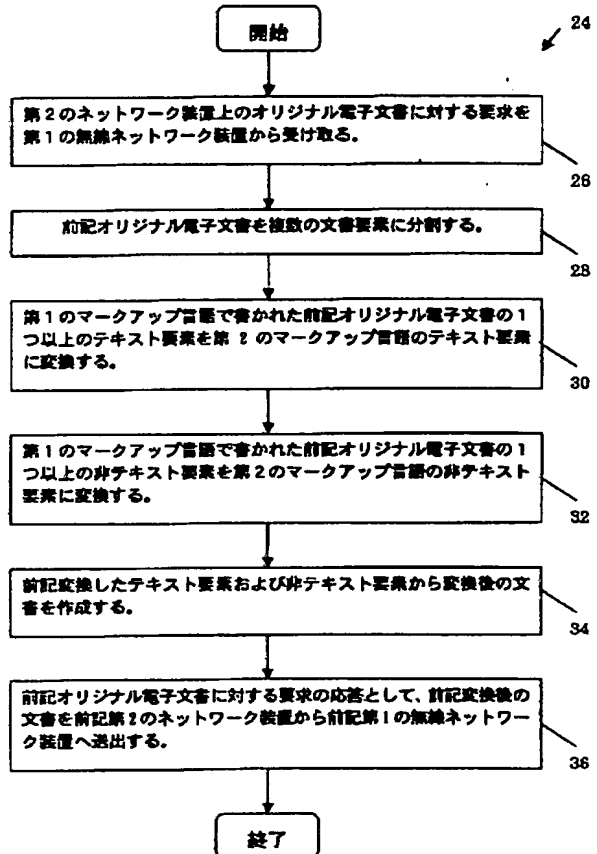 開始
24
第2のネットワーク装置上のオリジナル電子文書に対する要求を
第1の無線ネットワーク装置から受け取る。
26
前記オリジナル電子文書を複数の文書要素に分割する。
28
第1のマークアップ言語で書かれた前記オリジナル電子文書の1
つ以上のテキスト要素を第2のマークアップ言語のテキスト要素
に変換する。
30
第1のマークアップ言語で書かれた前記オリジナル電子文書の1
つ以上の非テキスト要素を第2のマークアップ言語の非テキスト
要素に変換する。
32
前記変換したテキスト要素および非テキスト要素から変換後の文
書を作成する。
34
前記オリジナル電子文書に対する要求の応答として、前記変換後の
文書を前記第2のネットワーク装置から前記第1の無線ネットワー
ク装置へ送出する。
36
終了